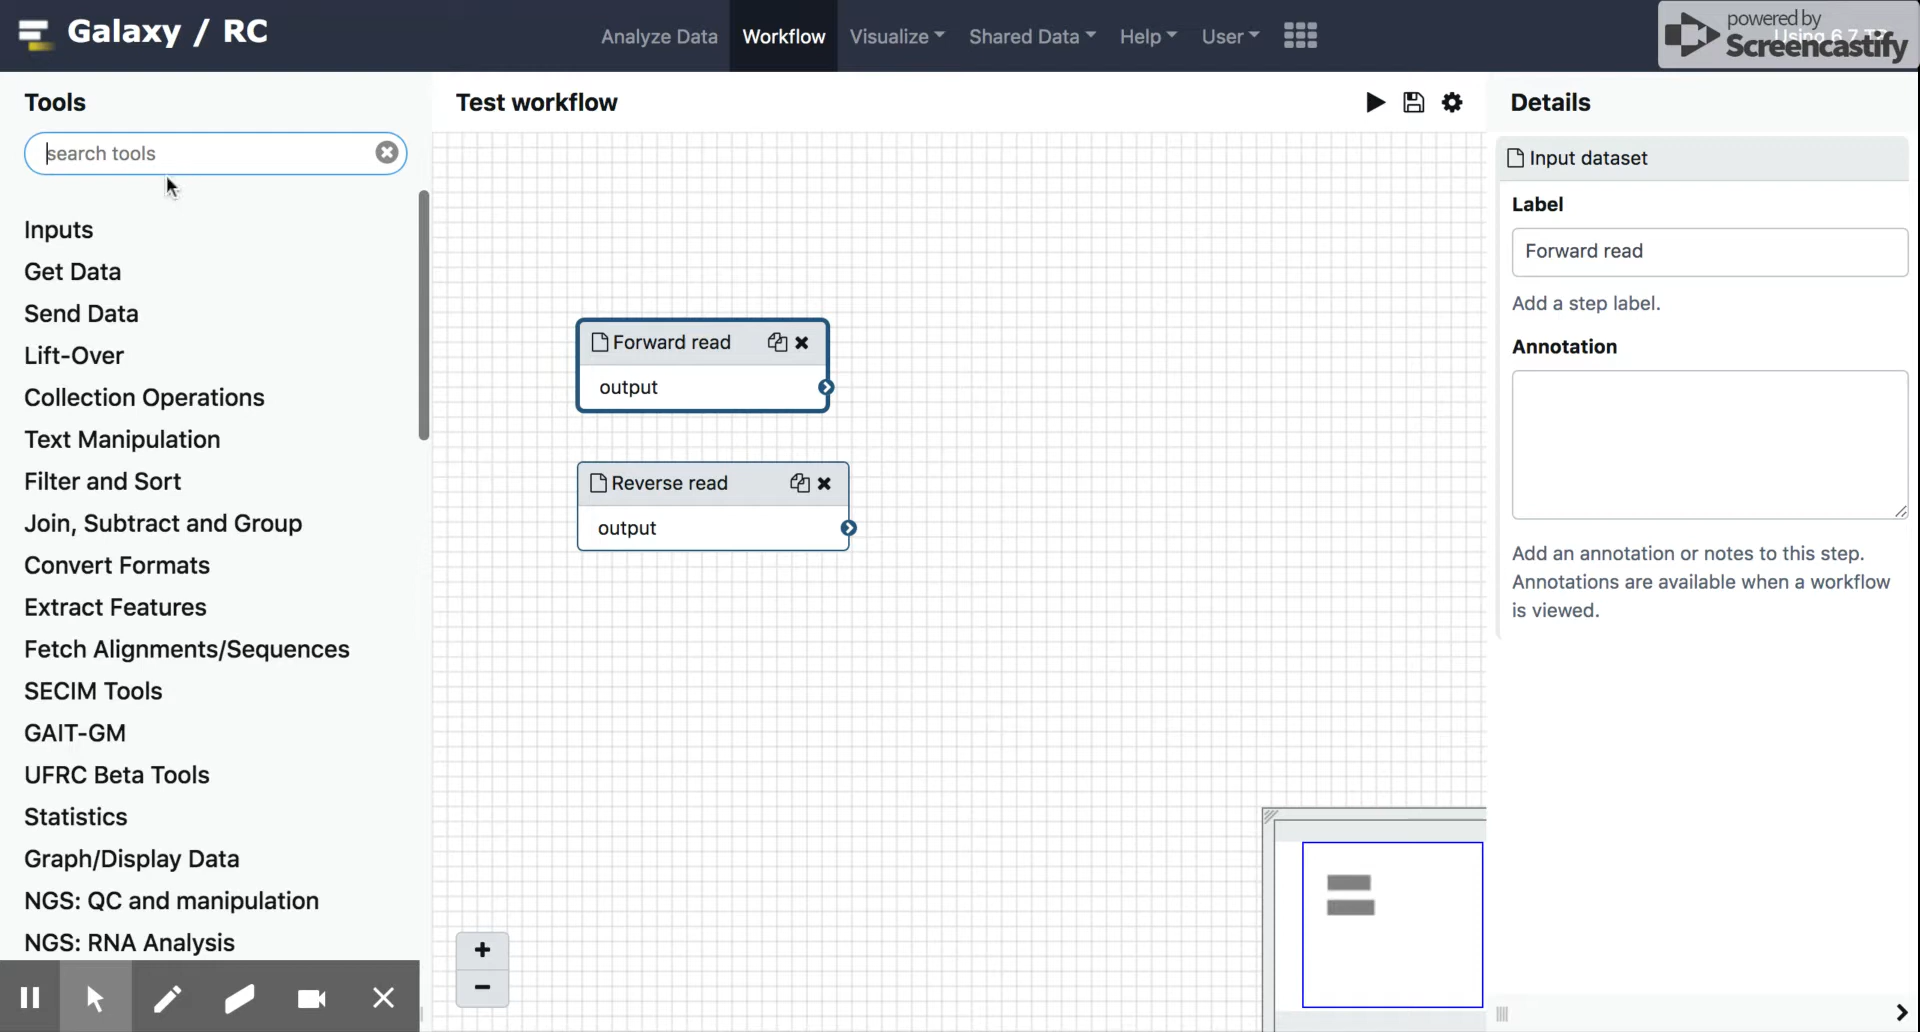 Galaxy / RC
Analyze Data
Workflow
Visualize
Shared Data
Help
User
powered by
Screencastify
Tools
search tools
Inputs
Get Data
Send Data
Lift-Over
Collection Operations
Text Manipulation
Filter and Sort
Join, Subtract and Group
Convert Formats
Extract Features
Fetch Alignments/Sequences
SECIM Tools
GAIT-GM
UFRC Beta Tools
Statistics
Graph/Display Data
NGS: QC and manipulation
NGS: RNA Analysis
Test workflow
Forward read
output
Reverse read
output
+
−
Details
Input dataset
Label
Forward read
Add a step label.
Annotation
Add an annotation or notes to this step.
Annotations are available when a workflow
is viewed.